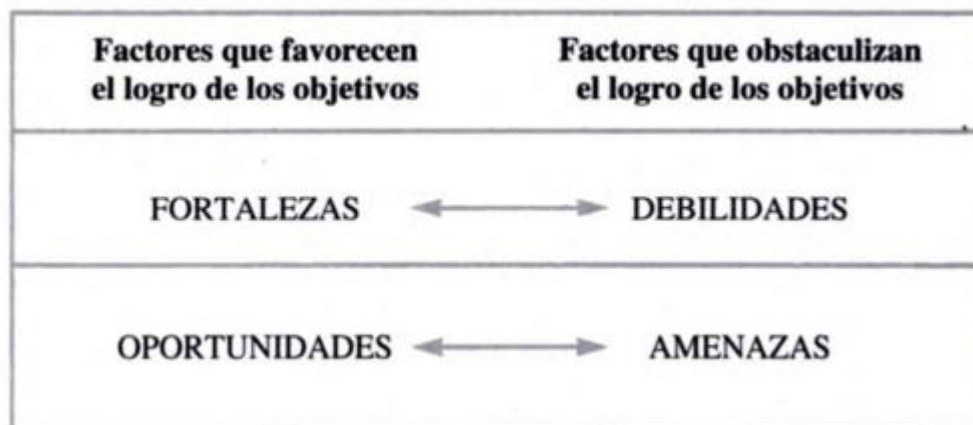 Factores que favorecen
el logro de los objetivos
Factores que obstaculizan
el logro de los objetivos
FORTALEZAS
DEBILIDADES
OPORTUNIDADES
AMENAZAS